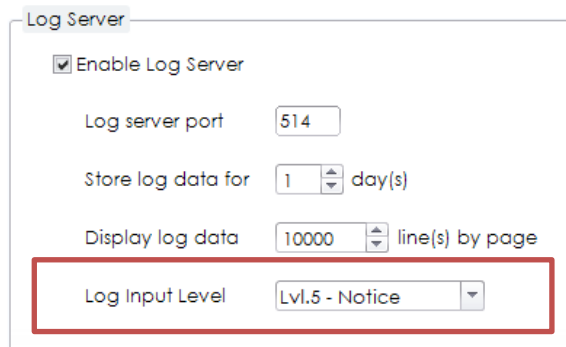 Log Server
Enable Log Server
Log server port 514
Store log data for 1 day(s)
Display log data 10000 line(s) by page
Log Input Level Lvl.5 - Notice